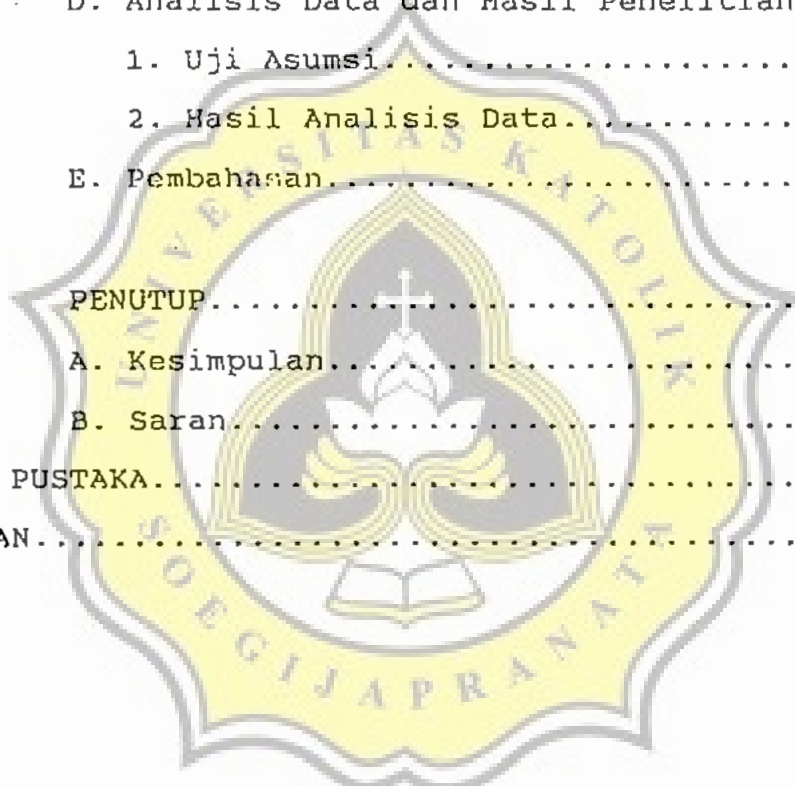 D. Analisis Data dan Hasil Penelitian
1. Uji Asumsi....................
2. Hasil Analisis Data............
E. Pembahasan.......................
PENUTUP.............................
A. Kesimpulan.......................
B. Saran............................
PUSTAKA.............................
AN..................................
UNIVERSITAS KATOLIK
SOEGIJAPRANATA